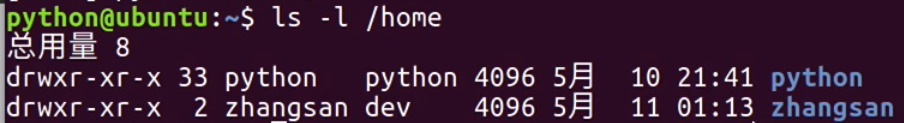 python@ubuntu:~$ ls -l /home
总用量 8
drwxr-xr-x 33 python   python 4096 5月  10 21:41 python
drwxr-xr-x  2 zhangsan dev    4096 5月  11 01:13 zhangsan